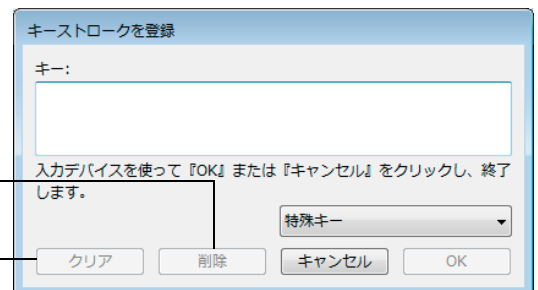 キーストロークを登録
キー:
入力デバイスを使って『OK』または『キャンセル』をクリックし、終了
します。
特殊キー
クリア 削除 キャンセル OK